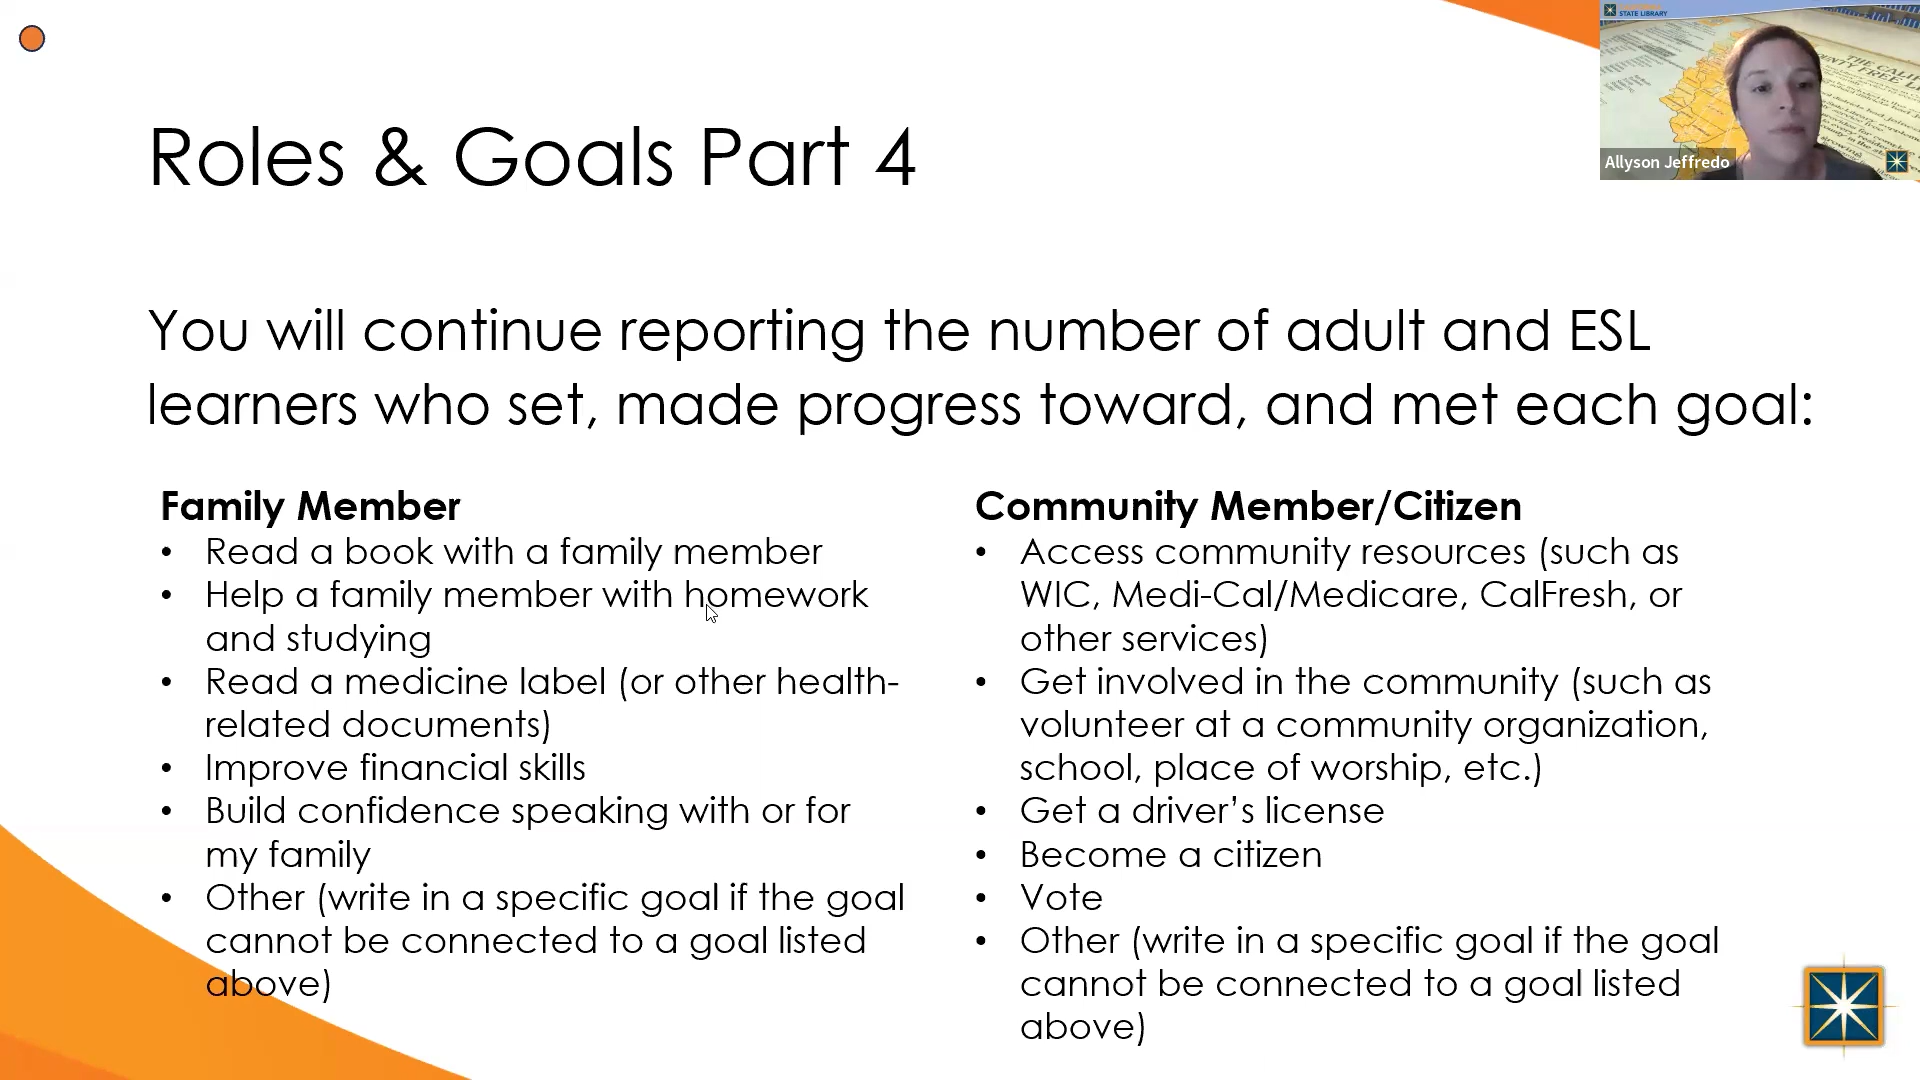 STATE LIBRARY
Allyson Jeffredo
Roles & Goals Part 4
You will continue reporting the number of adult and ESL
learners who set, made progress toward, and met each goal:
Family Member
• Read a book with a family member
• Help a family member with homework
and studying
• Read a medicine label (or other health-
related documents)
• Improve financial skills
• Build confidence speaking with or for
my family
• Other (write in a specific goal if the goal
cannot be connected to a goal listed
above)
Community Member/Citizen
• Access community resources (such as
WIC, Medi-Cal/Medicare, CalFresh, or
other services)
• Get involved in the community (such as
volunteer at a community organization,
school, place of worship, etc.)
• Get a driver’s license
• Become a citizen
• Vote
• Other (write in a specific goal if the goal
cannot be connected to a goal listed
above)